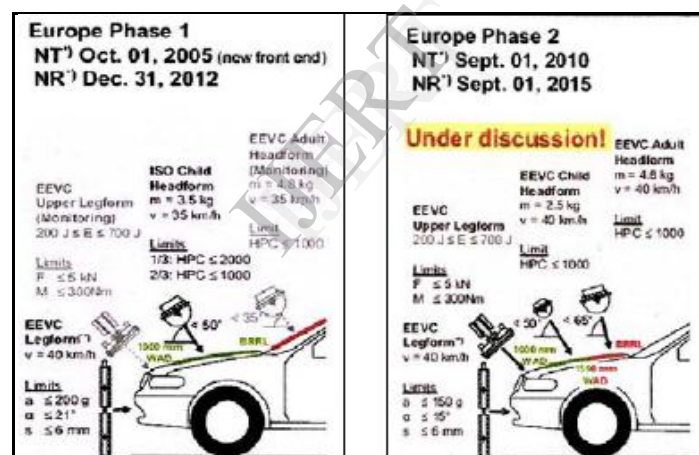 Europe Phase 1
NT*) Oct. 01, 2005 (new front end)
NR*) Dec. 31, 2012
EEVC Adult
Headform
(Monitoring)
m = 4.8 kg
v = 35 km/h
Limit
HPC ≤ 1000
ISO Child
Headform
m = 3.5 kg
v = 35 km/h
Limits
1/3: HPC ≤ 2000
2/3: HPC ≤ 1000
EEVC
Upper Legform
(Monitoring)
200 J ≤ E ≤ 700 J
Limits
F ≤ 5 kN
M ≤ 300Nm
< 50°
< 35°
EEVC
Legform**)
v = 40 km/h
1000 mm
WAD
BRRL
Limits
a ≤ 200 g
α ≤ 21°
s ≤ 6 mm
Europe Phase 2
NT*) Sept. 01, 2010
NR*) Sept. 01, 2015
Under discussion!
EEVC Adult
Headform
m = 4.8 kg
v = 40 km/h
Limit
HPC ≤ 1000
EEVC Child
Headform
m = 2.5 kg
v = 40 km/h
Limit
HPC ≤ 1000
EEVC
Upper Legform
200 J ≤ E ≤ 700 J
Limits
F ≤ 5 kN
M ≤ 300Nm
< 50°
< 65°
EEVC
Legform**)
v = 40 km/h
1000 mm
WAD
BRRL
1500 mm
WAD
Limits
a ≤ 150 g
α ≤ 15°
s ≤ 6 mm
IJERT